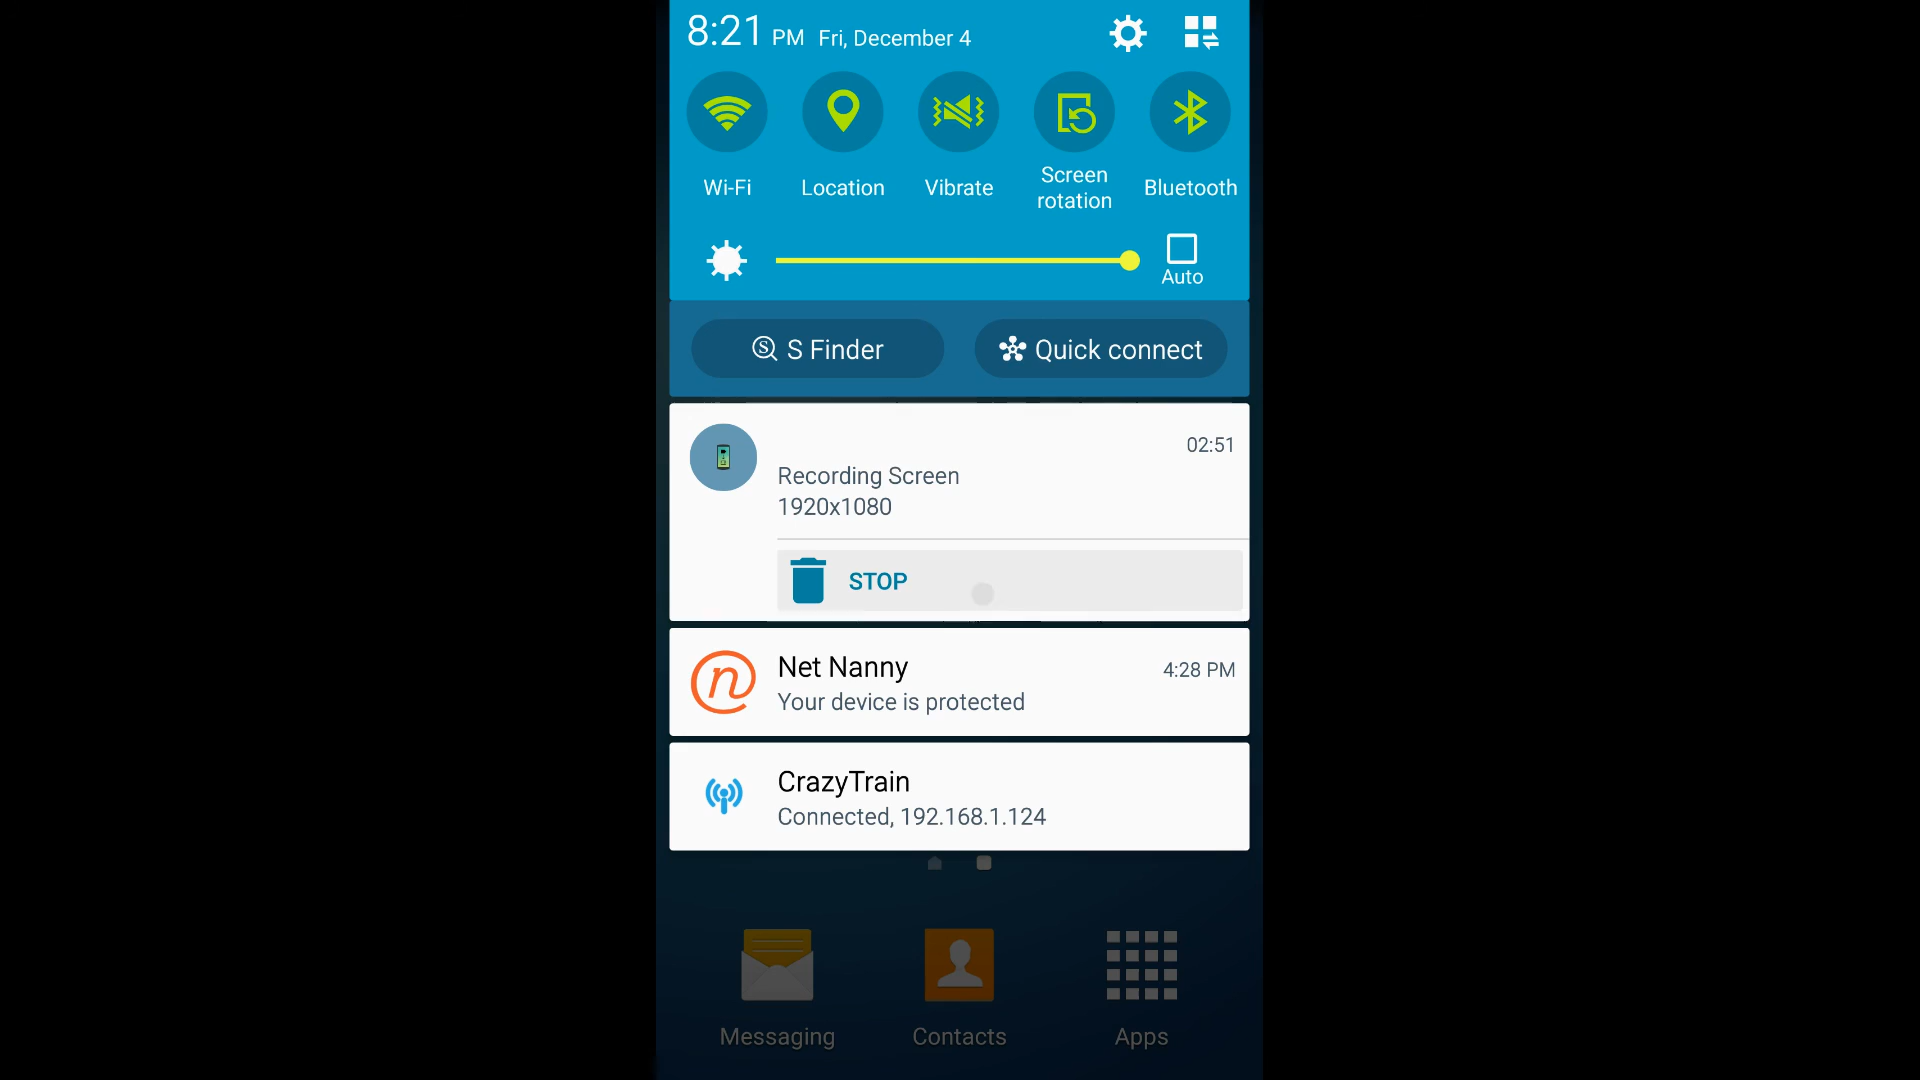 8:21 PM Fri, December 4
Wi-Fi
Location
Vibrate
Screen
rotation
Bluetooth
Auto
S Finder
Quick connect
02:51
Recording Screen
1920x1080
STOP
Net Nanny
4:28 PM
Your device is protected
CrazyTrain
Connected, 192.168.1.124
Messaging
Contacts
Apps